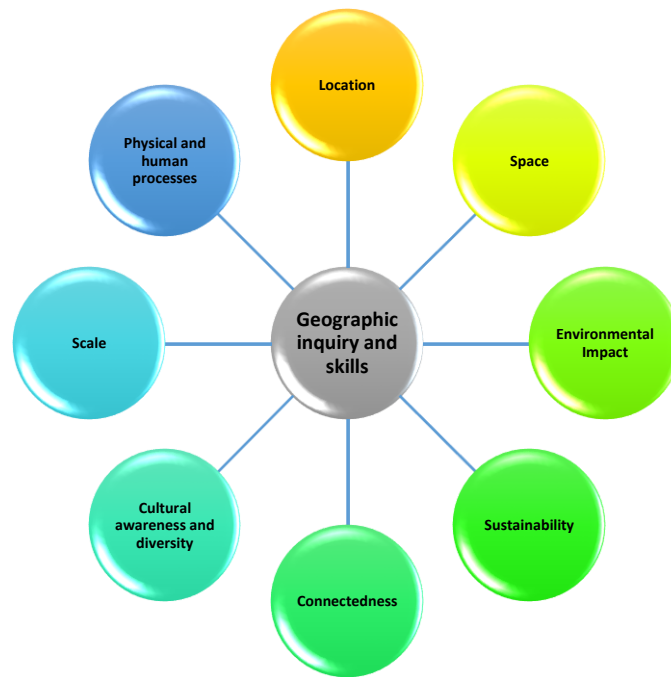 Location
Physical and
human
processes
Space
Geographic
inquiry and
skills
Scale
Environmental
Impact
Cultural
awareness and
diversity
Sustainability
Connectedness